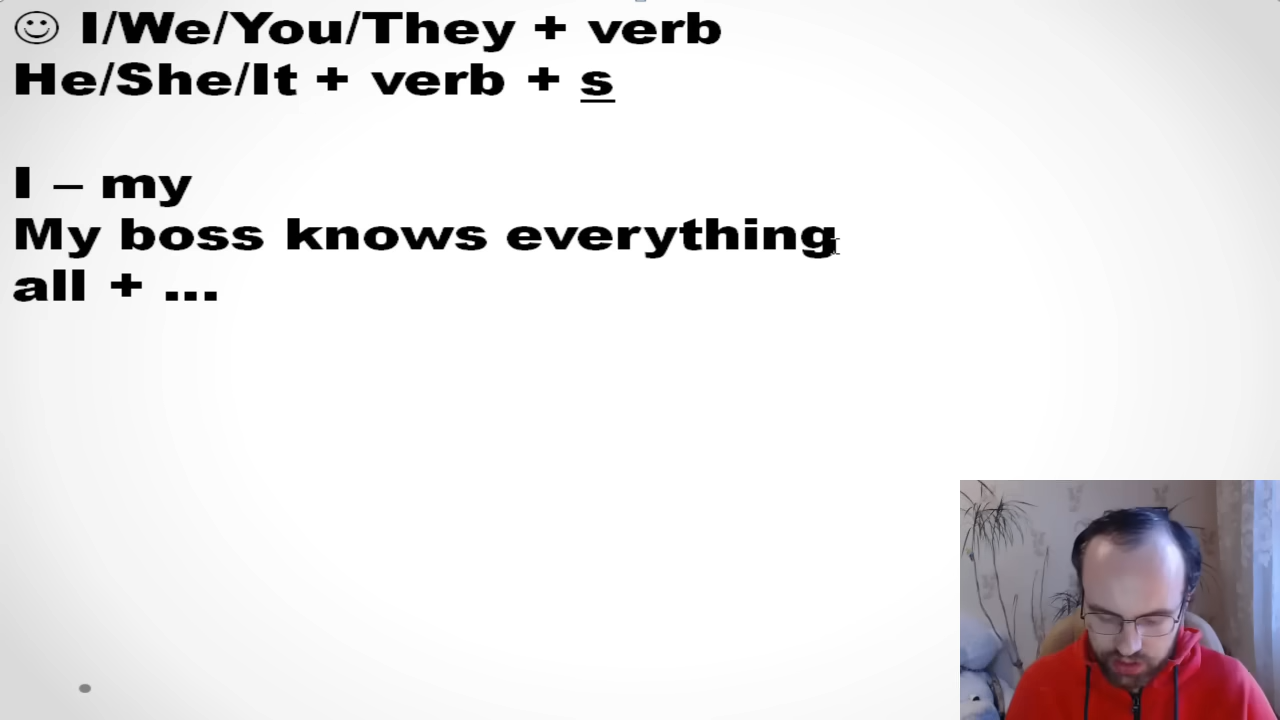 ☺ I/We/You/They + verb
He/She/It + verb + s
I – my
My boss knows everything
all + ...